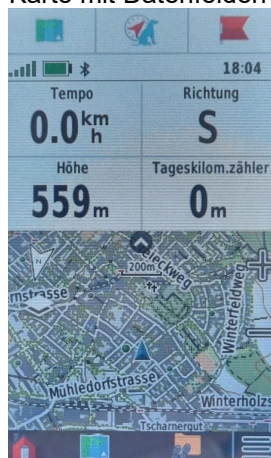 Karte mit Datenfeldern
18:04
Tempo
Richtung
0.0 km
h
S
Höhe
Tageskilom.zähler
559 m
0 m
200m
Winterfeldweg
Mühledorfstrasse
Winterholzs
Tscharnergut